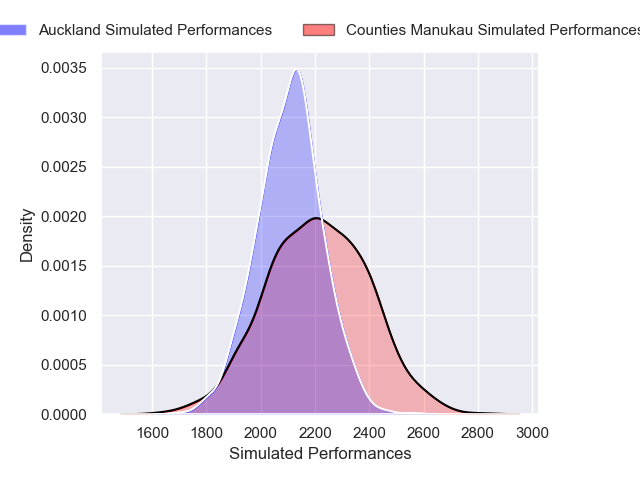 Auckland Simulated Performances
Counties Manukau Simulated Performances
0.0035
0.0030
0.0025
0.0020
0.0015
0.0010
0.0005
0.0000
Density
1600 1800 2000 2200 2400 2600 2800 3000
Simulated Performances